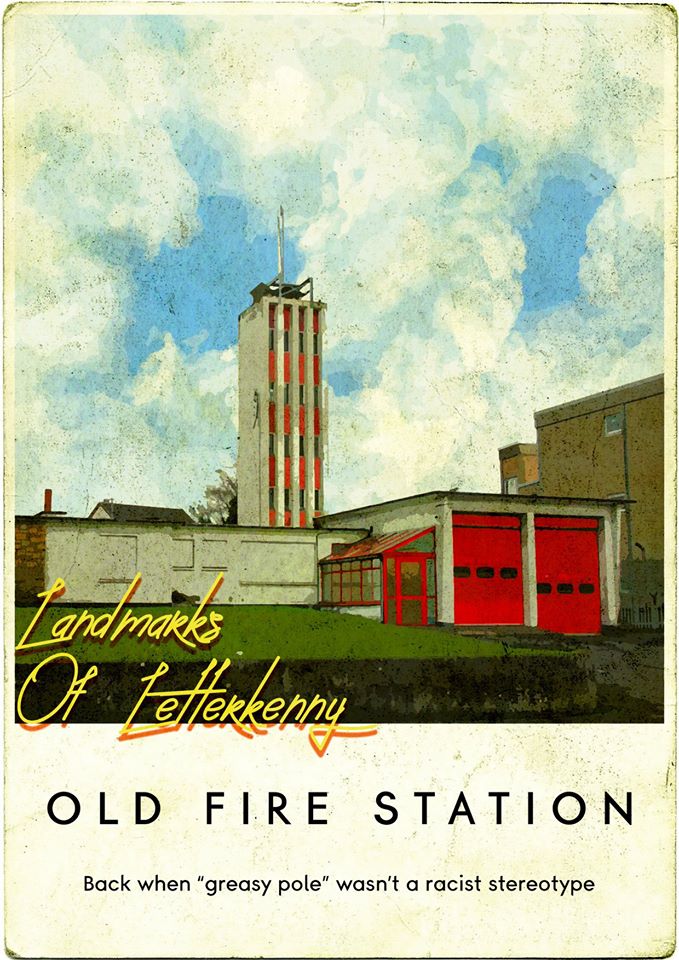 Landmarks
Of Letterkenny
OLD FIRE STATION
Back when “greasy pole” wasn’t a racist stereotype